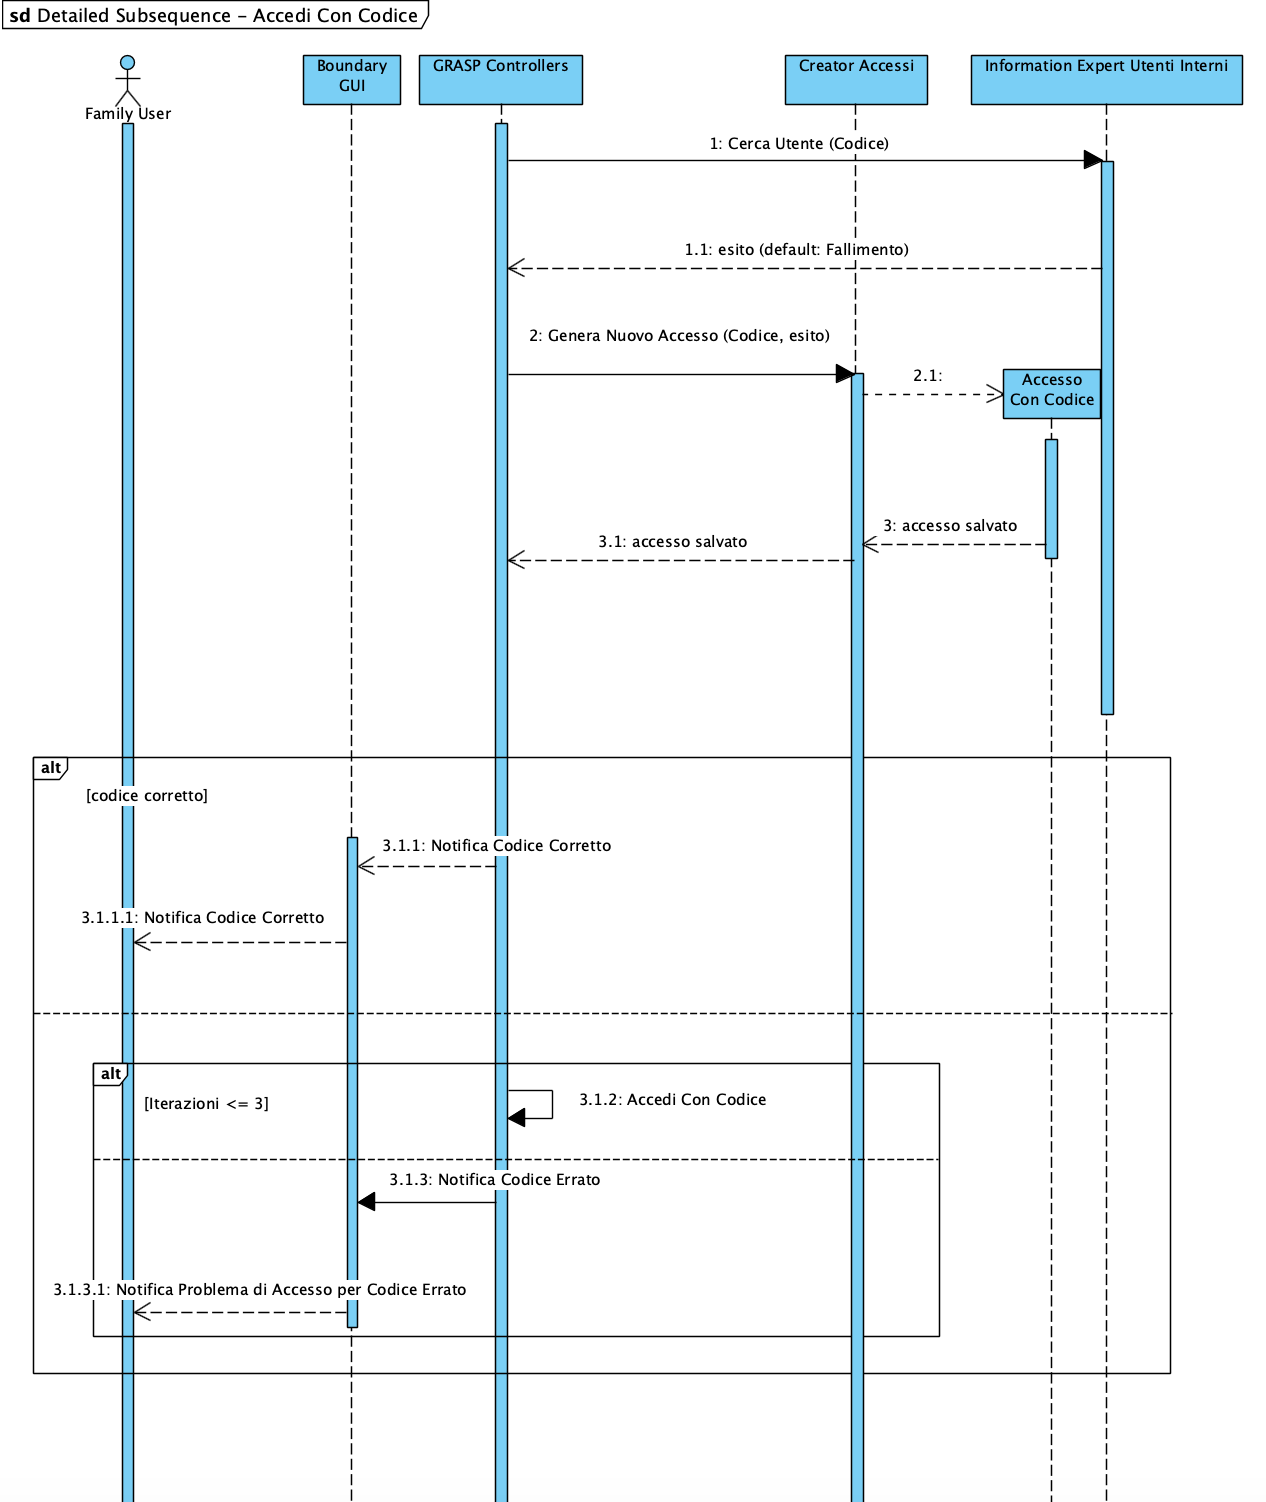 sd Detailed Subsequence – Accedi Con Codice
Family User
Boundary
GUI
GRASP Controllers
Creator Accessi
Information Expert Utenti Interni
1: Cerca Utente (Codice)
1.1: esito (default: Fallimento)
2: Genera Nuovo Accesso (Codice, esito)
2.1:
Accesso
Con Codice
3: accesso salvato
3.1: accesso salvato
alt
[codice corretto]
3.1.1: Notifica Codice Corretto
3.1.1.1: Notifica Codice Corretto
alt
[Iterazioni <= 3]
3.1.2: Accedi Con Codice
3.1.3: Notifica Codice Errato
3.1.3.1: Notifica Problema di Accesso per Codice Errato